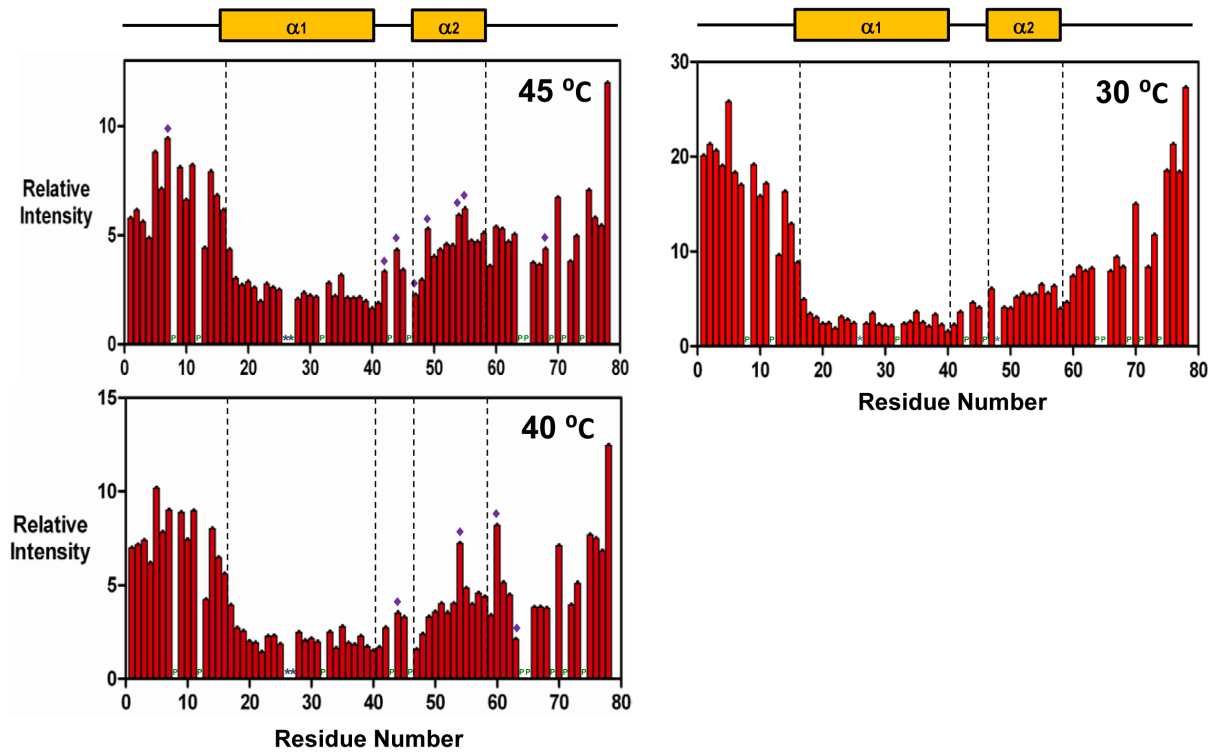 α1 α2
45 °C
10
5
0
Relative
Intensity
P P ** P P P P P P P P
0 10 20 30 40 50 60 70 80
40 °C
15
10
5
0
Relative
Intensity
P P ** P P P P P P P P
0 10 20 30 40 50 60 70 80
Residue Number
α1 α2
30 °C
30
20
10
0
P P * P P P * P P P P P
0 10 20 30 40 50 60 70 80
Residue Number